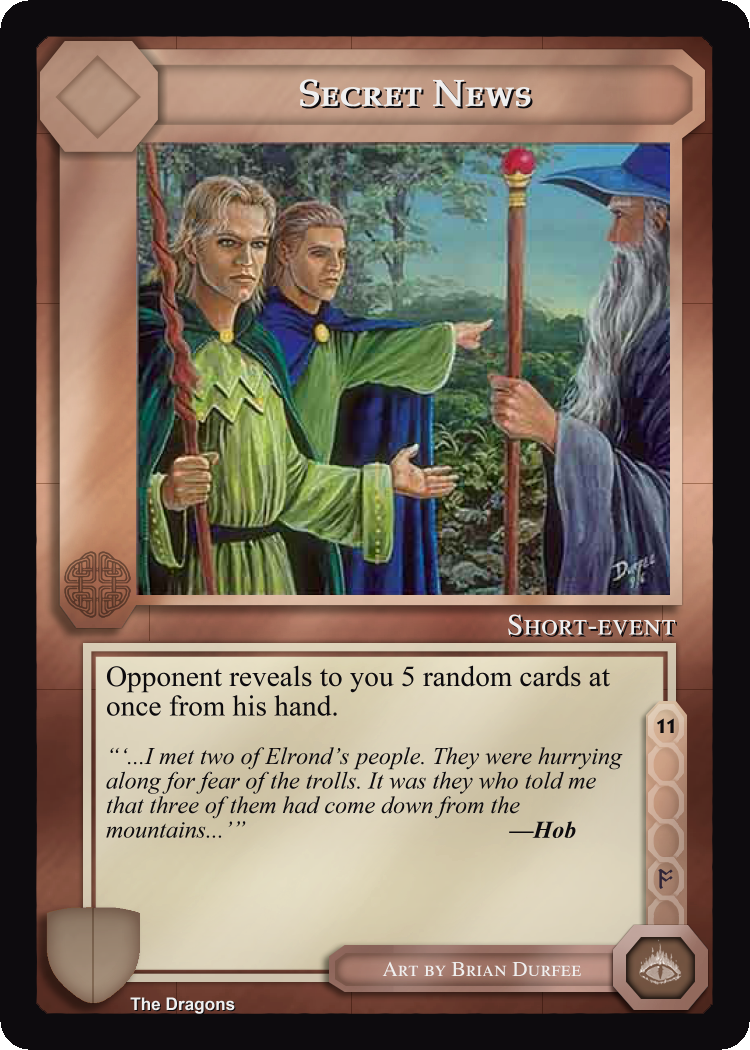 Secret News
Durfee
Short-event
Opponent reveals to you 5 random cards at
once from his hand.
11
“‘...I met two of Elrond’s people. They were hurrying
along for fear of the trolls. It was they who told me
that three of them had come down from the
mountains...’” —Hob
ᚩ
Art by Brian Durfee
The Dragons